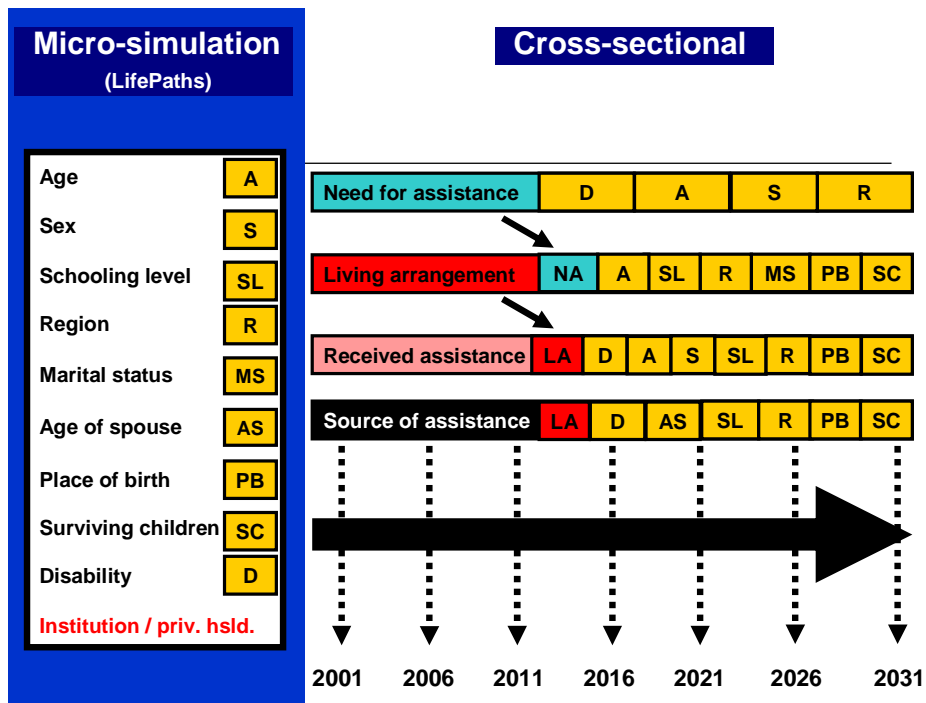 Micro-simulation
(LifePaths)
Cross-sectional
Age A
Sex S
Schooling level SL
Region R
Marital status MS
Age of spouse AS
Place of birth PB
Surviving children SC
Disability D
Institution / priv. hsld.
Need for assistance D A S R
Living arrangement NA A SL R MS PB SC
Received assistance LA D A S SL R PB SC
Source of assistance LA D AS SL R PB SC
2001 2006 2011 2016 2021 2026 2031